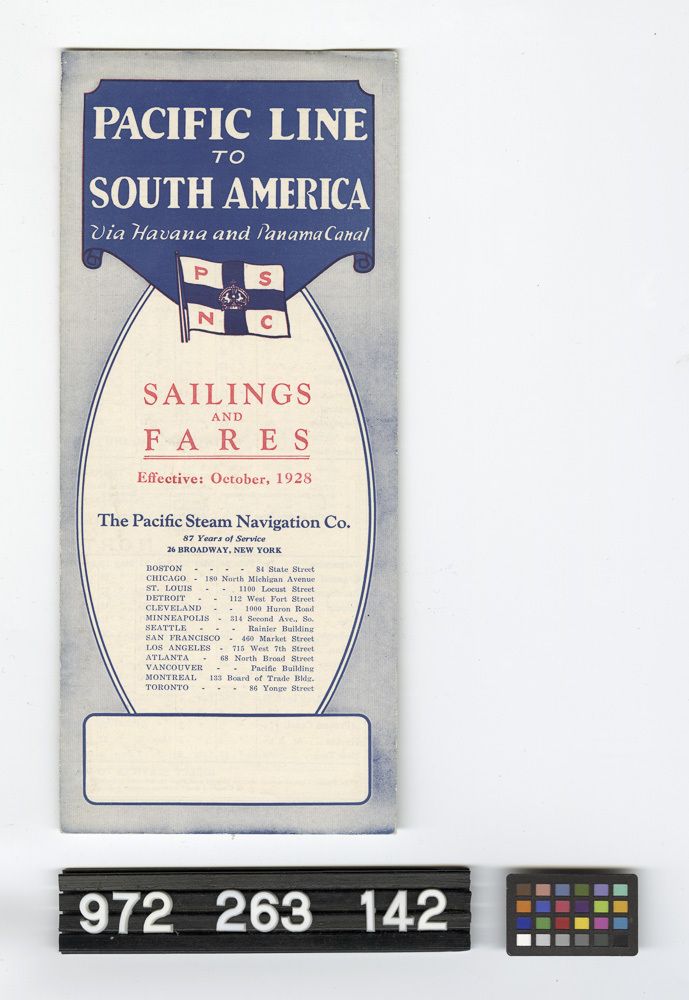 PACIFIC LINE
TO
SOUTH AMERICA
Via Havana and Panama Canal
P S
N C
SAILINGS
AND
FARES
Effective: October, 1928
The Pacific Steam Navigation Co.
87 Years of Service
26 BROADWAY, NEW YORK
BOSTON - - - - 84 State Street
CHICAGO - 180 North Michigan Avenue
ST. LOUIS - - 1100 Locust Street
DETROIT - - 112 West Fort Street
CLEVELAND - - 1000 Huron Road
MINNEAPOLIS - 314 Second Ave., So.
SEATTLE - - - Rainier Building
SAN FRANCISCO - 460 Market Street
LOS ANGELES - 715 West 7th Street
ATLANTA - 68 North Broad Street
VANCOUVER - - Pacific Building
MONTREAL 133 Board of Trade Bldg.
TORONTO - - - 86 Yonge Street
972 263 142